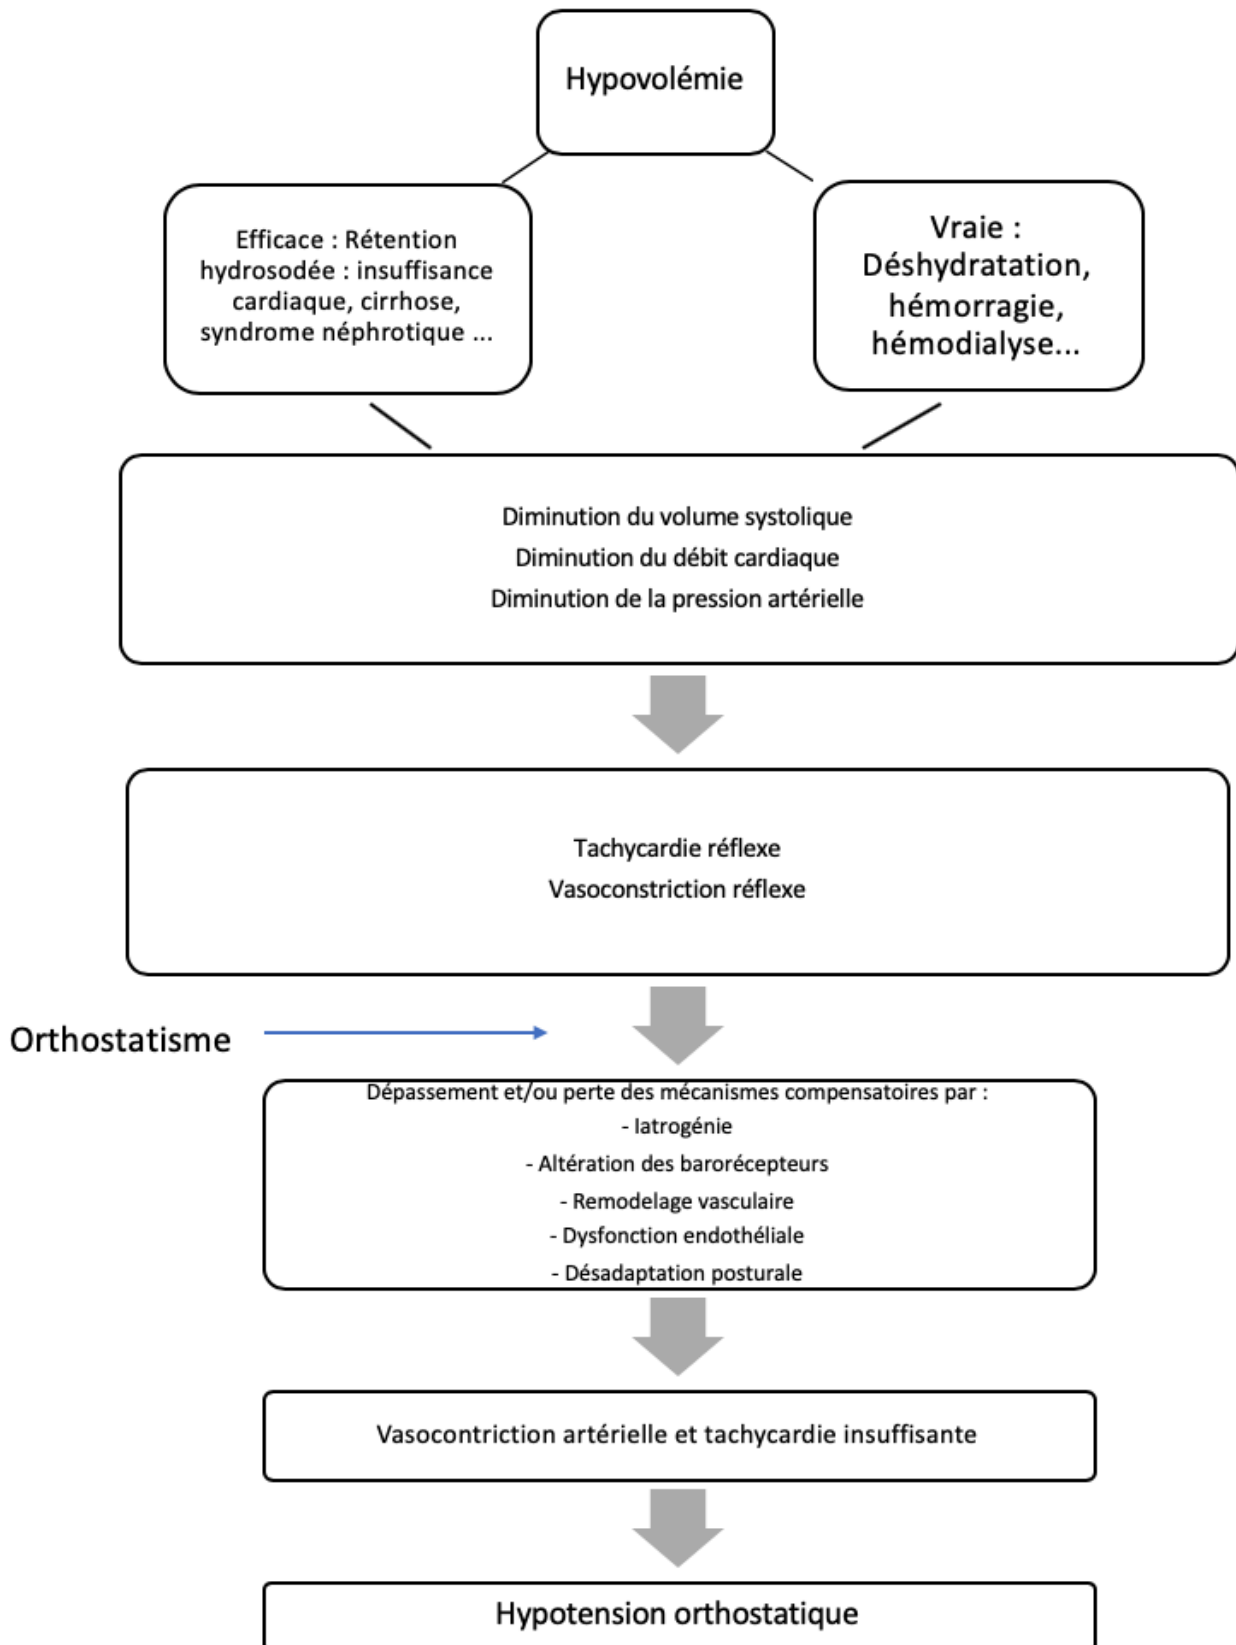 Hypovolémie
Efficace : Rétention
hydrosodée : insuffisance
cardiaque, cirrhose,
syndrome néphrotique ...
Vraie :
Déshydratation,
hémorragie,
hémodialyse...
Diminution du volume systolique
Diminution du débit cardiaque
Diminution de la pression artérielle
Tachycardie réflexe
Vasoconstriction réflexe
Orthostatisme
Dépassement et/ou perte des mécanismes compensatoires par :
- Iatrogénie
- Altération des barorécepteurs
- Remodelage vasculaire
- Dysfonction endothéliale
- Désadaptation posturale
Vasocontriction artérielle et tachycardie insuffisante
Hypotension orthostatique